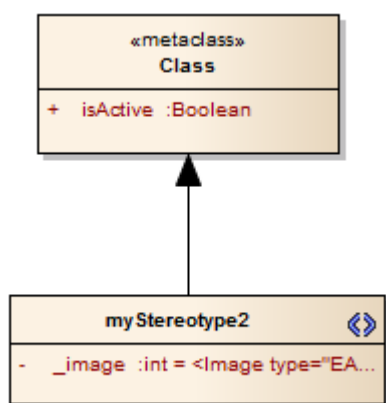 «metaclass»
Class
+ isActive :Boolean
myStereotype2
- _image :int = <Image type="EA...